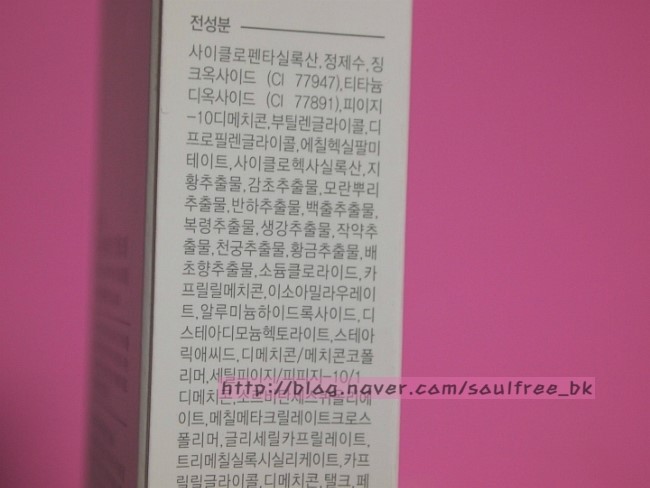 전성분
사이클로펜타실록산,정제수,징
크옥사이드 (CI 77947),티타늄
디옥사이드 (CI 77891),피이지
-10디메치콘,부틸렌글라이콜,디
프로필렌글라이콜,에칠헥실팔미
테이트,사이클로헥사실록산,지
황추출물,감초추출물,모란뿌리
추출물,반하추출물,백출추출물,
복령추출물,생강추출물,작약추
출물,천궁추출물,황금추출물,배
초향추출물,소듐클로라이드,카
프릴릴메치콘,이소아밀라우레이
트,알루미늄하이드록사이드,디
스테아디모늄헥토라이트,스테아
릭애씨드,디메치콘/메치콘코폴
리머,세틸피이지/피피지-10/1
http://blog.naver.com/soulfree_bk
디메치콘,소르비탄세스퀴올리에
이트,메칠메타크릴레이트크로스
폴리머,글리세릴카프릴레이트,
트리메칠실록시실리케이트,카프
릴릴글라이콜,디메치콘,탤크,페